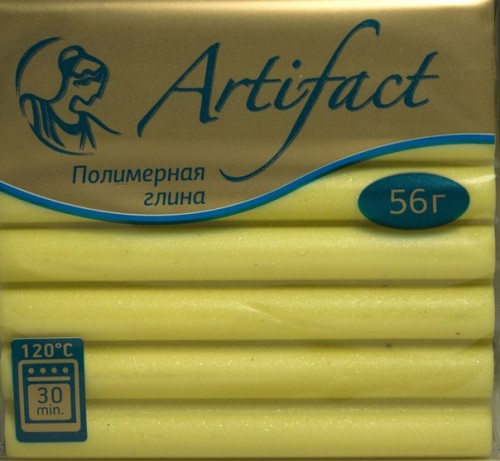 Artifact
Полимерная
глина
56г
120°C
30
min.